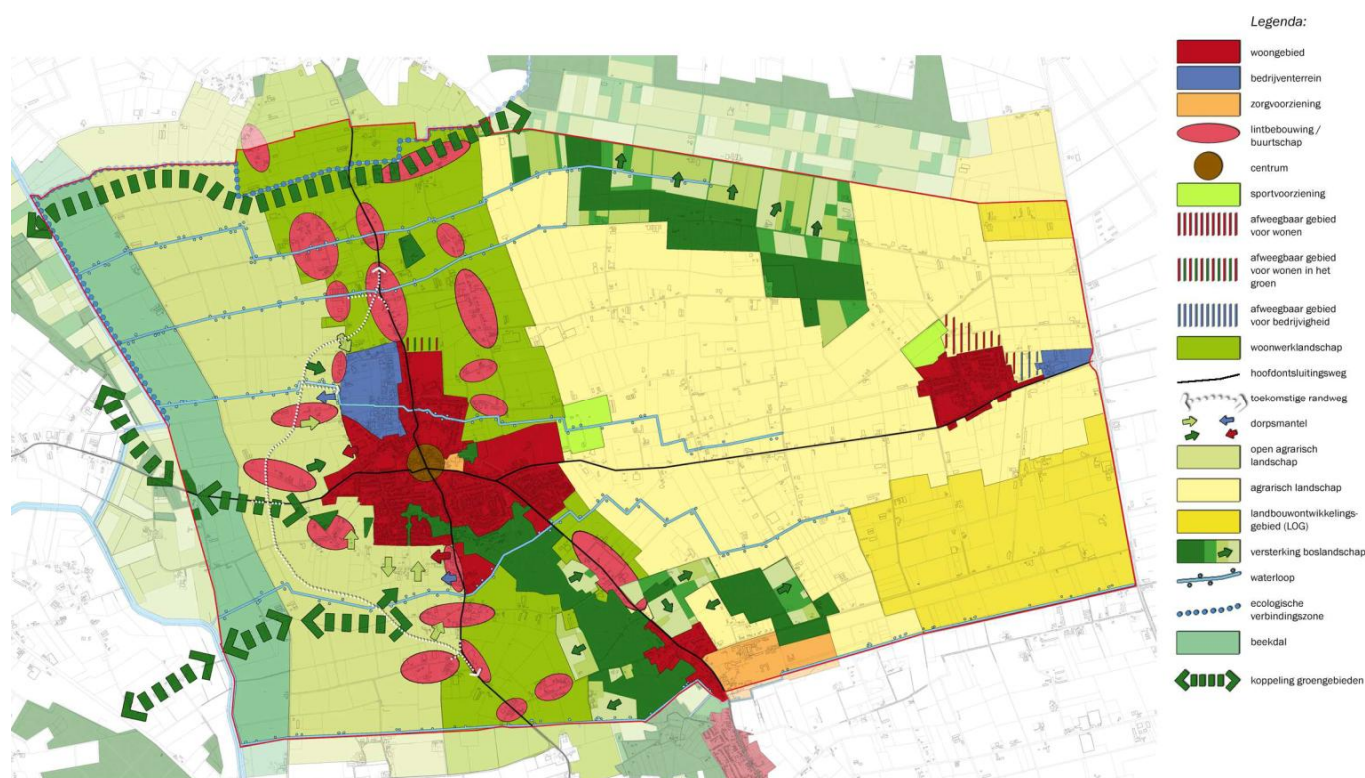 Legenda:
woongebied
bedrijventerrein
zorgvoorziening
lintbebouwing /
buurtschap
centrum
sportvoorziening
afweegbaar gebied
voor wonen
afweegbaar gebied
voor wonen in het
groen
afweegbaar gebied
voor bedrijvigheid
woonwerklandschap
hoofdontsluitingsweg
toekomstige randweg
dorpsmantel
open agrarisch
landschap
agrarisch landschap
landbouwontwikkelings-
gebied (LOG)
versterking boslandschap
waterloop
ecologische
verbindingszone
beekdal
koppeling groengebieden